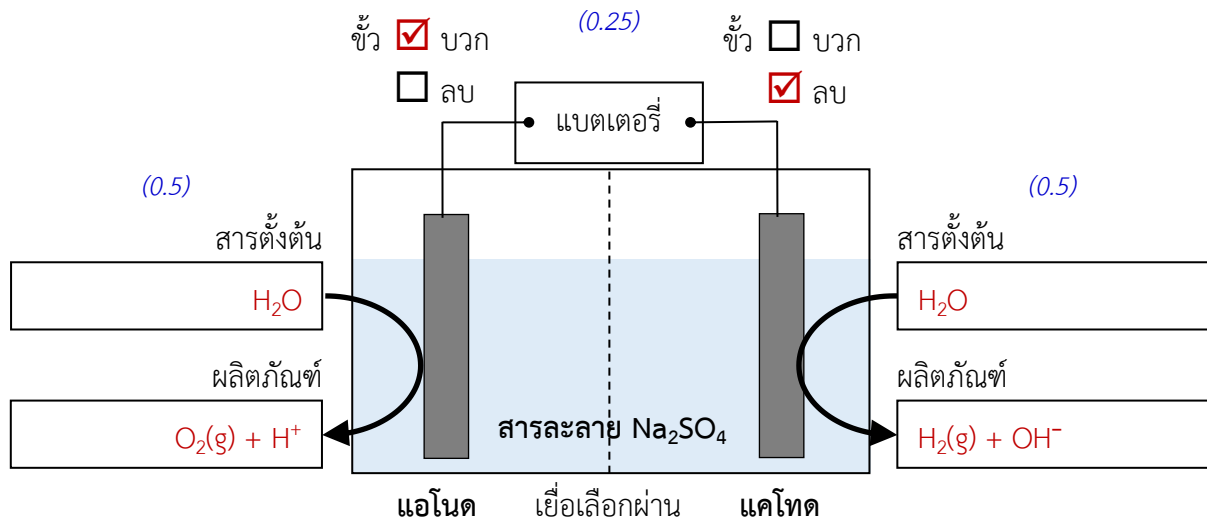 (0.25)
ขั้ว ☑ บวก
☐ ลบ
ขั้ว ☐ บวก
☑ ลบ
แบตเตอรี่
(0.5)
(0.5)
สารตั้งต้น
H₂O
ผลิตภัณฑ์
O₂(g) + H⁺
สารตั้งต้น
H₂O
ผลิตภัณฑ์
H₂(g) + OH⁻
สารละลาย Na₂SO₄
แอโนด
เยื่อเลือกผ่าน
แคโทด